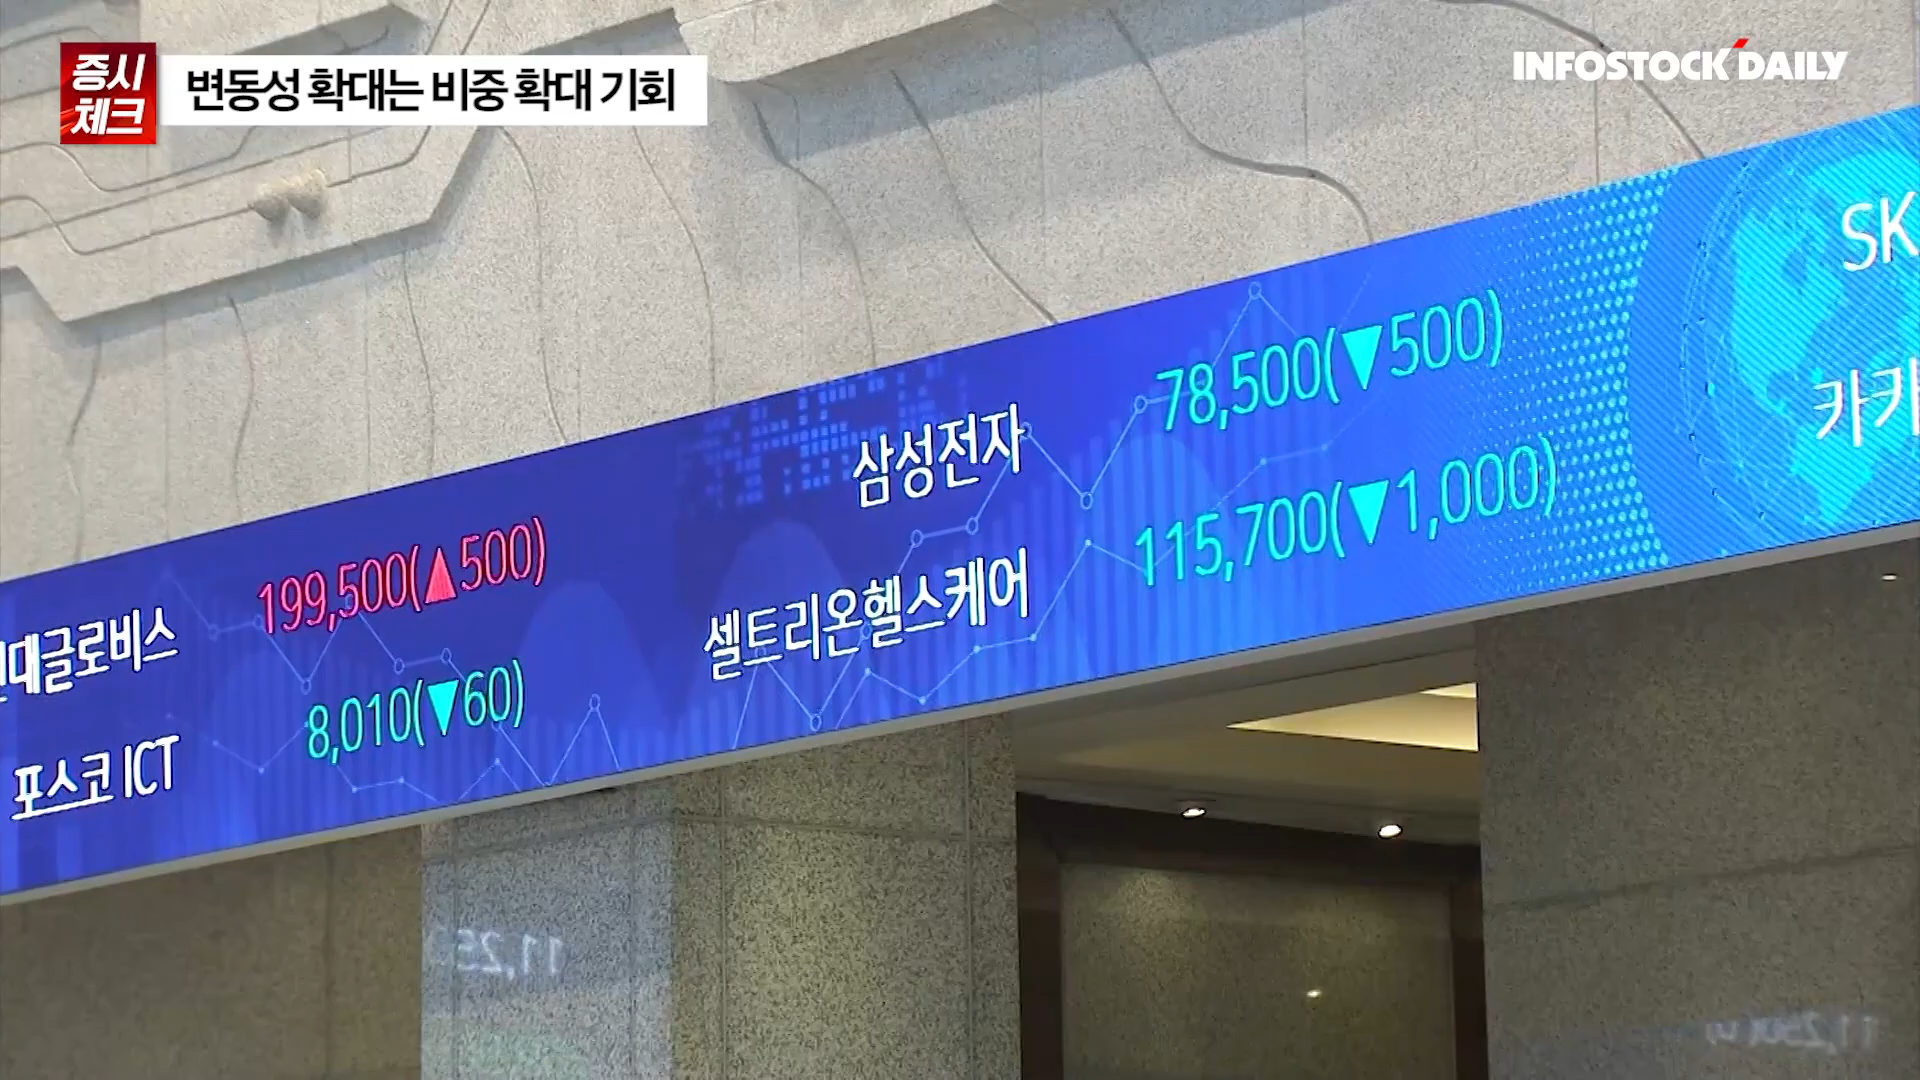 증시
체크
변동성 확대는 비중 확대 기회
INFOSTOCK DAILY
대글로비스 199,500(▲500)
포스코 ICT 8,010(▼60)
삼성전자 78,500(▼500)
셀트리온헬스케어 115,700(▼1,000)
SK
카카